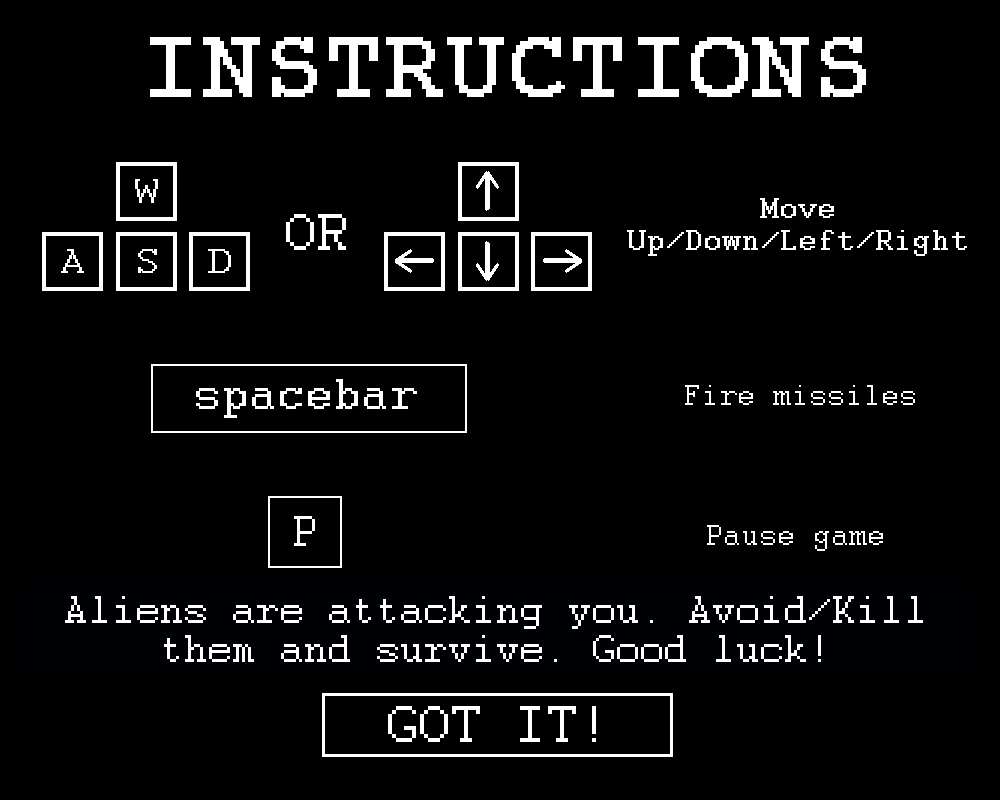 INSTRUCTIONS
W
A S D
OR
↑
← ↓ →
Move
Up/Down/Left/Right
spacebar
Fire missiles
P
Pause game
Aliens are attacking you. Avoid/Kill
them and survive. Good luck!
GOT IT!